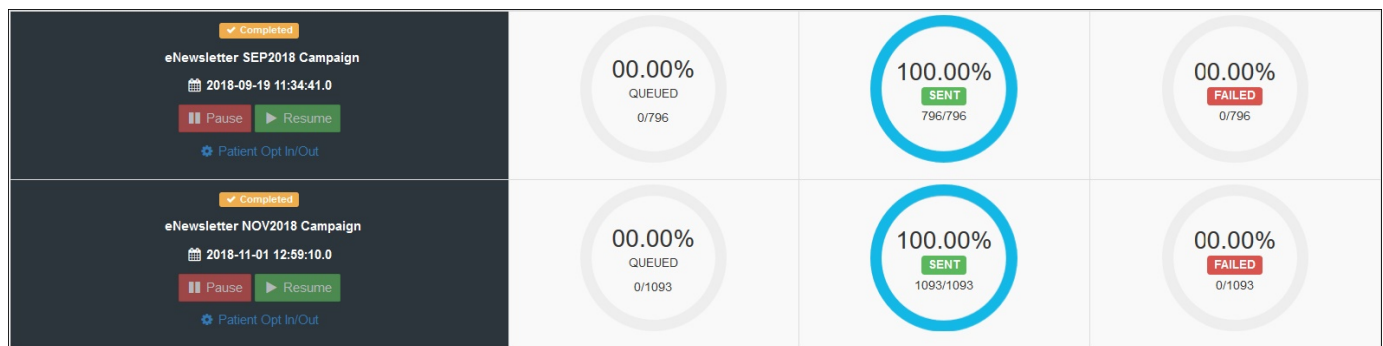 Completed
eNewsletter SEP2018 Campaign
2018-09-19 11:34:41.0
Pause Resume
Patient Opt In/Out
00.00%
QUEUED
0/796
100.00%
SENT
796/796
00.00%
FAILED
0/796
Completed
eNewsletter NOV2018 Campaign
2018-11-01 12:59:10.0
Pause Resume
Patient Opt In/Out
00.00%
QUEUED
0/1093
100.00%
SENT
1093/1093
00.00%
FAILED
0/1093